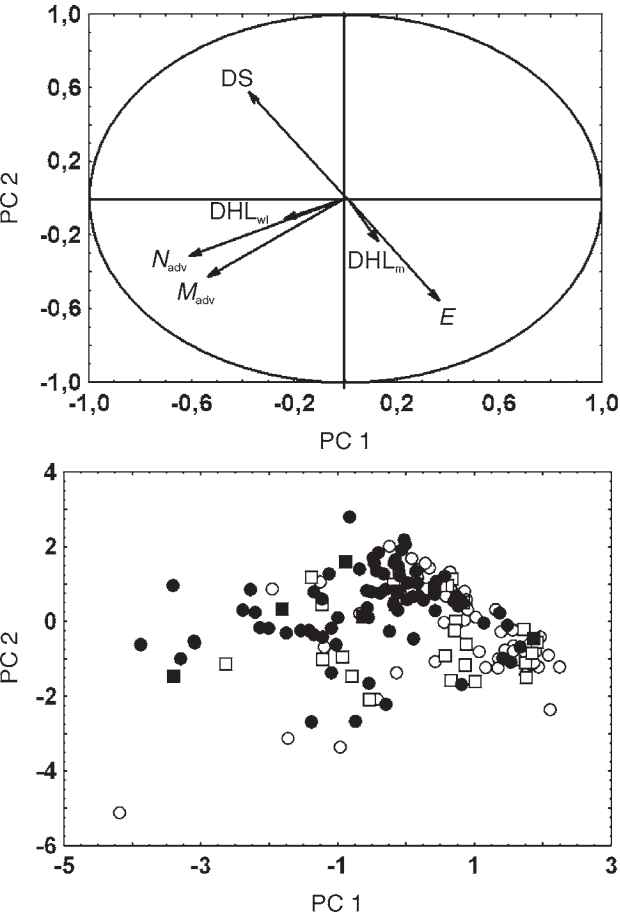 1,0
0,6
0,2
-0,2
-0,6
-1,0
PC 2
DS
DHLwl
Nadv
Madv
DHLm
E
-1,0 -0,6 -0,2 0,2 0,6 1,0
PC 1
4
2
0
-2
-4
-6
PC 2
-5 -3 -1 1 3
PC 1